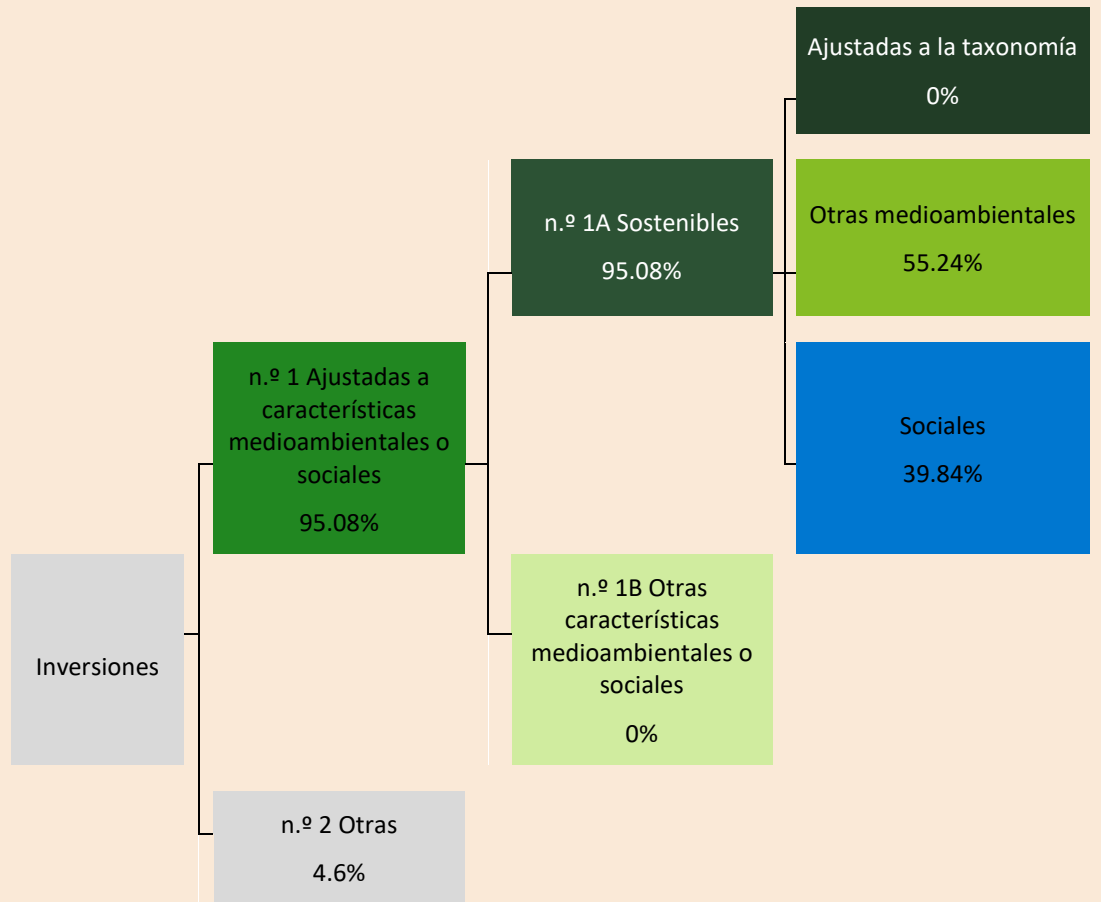 Ajustadas a la taxonomía
0%
n.º 1A Sostenibles
95.08%
Otras medioambientales
55.24%
n.º 1 Ajustadas a
características
medioambientales o
sociales
95.08%
Sociales
39.84%
Inversiones
n.º 1B Otras
características
medioambientales o
sociales
0%
n.º 2 Otras
4.6%